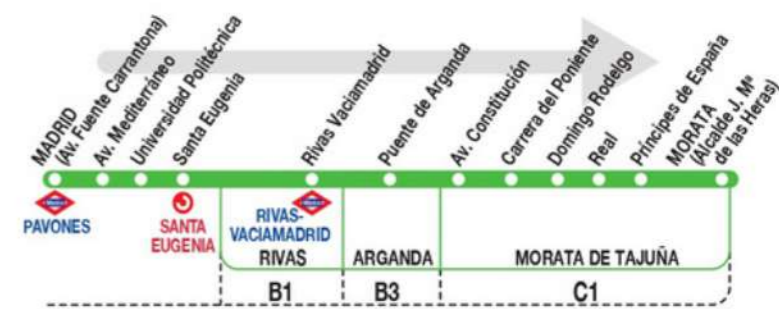 MADRID
(Av. Fuente Carrantona)
Av. Mediterráneo
Universidad Politécnica
Santa Eugenia
Rivas Vaciamadrid
Puente de Arganda
Av. Constitución
Carrera del Poniente
Domingo Rodelgo
Real
Príncipes de España
MORATA
(Alcalde J. Mª
de las Heras)
PAVONES
SANTA
EUGENIA
RIVAS-
VACIAMADRID
RIVAS
ARGANDA
MORATA DE TAJUÑA
B1
B3
C1